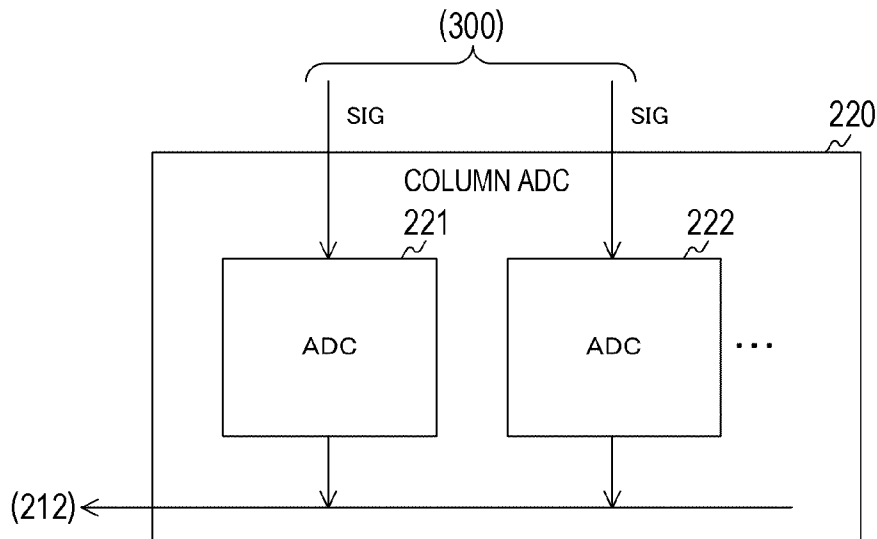 (300)
SIG
SIG
220
COLUMN ADC
221
222
ADC
ADC
...
(212)